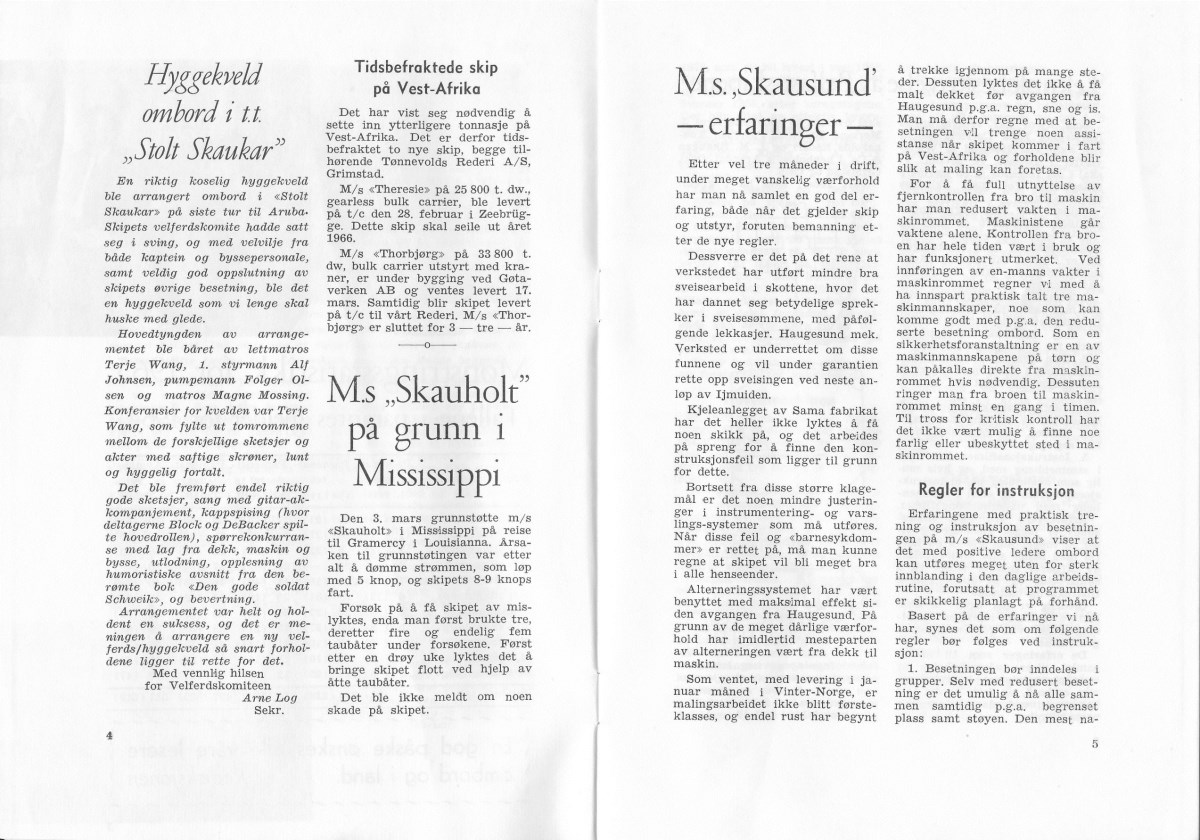 Hyggekveld
ombord i t.t.
„Stolt Skaukar”
En riktig koselig hyggekveld
ble arrangert ombord i «Stolt
Skaukar» på siste tur til Aruba.
Skipets velferdskomite hadde satt
seg i sving, og med velvilje fra
både kaptein og byssepersonale,
samt veldig god oppslutning av
skipets øvrige besetning, ble det
en hyggekveld som vi lenge skal
huske med glede.
Hovedtyngden av arrange-
mentet ble båret av lettmatros
Terje Wang, 1. styrmann Alf
Johnsen, pumpemann Folger Ol-
sen og matros Magne Mossing.
Konferansier for kvelden var Terje
Wang, som fylte ut tomrommene
mellom de forskjellige sketsjer og
akter med saftige skrøner, lunt
og hyggelig fortalt.
Det ble fremført endel riktig
gode sketsjer, sang med gitar-ak-
kompanjement, kappspising (hvor
deltagerne Block og DeBacker spil-
te hovedrollen), spørrekonkurran-
se med lag fra dekk, maskin og
bysse, utlodning, opplesning av
humoristiske avsnitt fra den be-
rømte bok «Den gode soldat
Schweik», og bevertning.
Arrangementet var helt og hol-
dent en suksess, og det er me-
ningen å arrangere en ny vel-
ferds/hyggekveld så snart forhol-
dene ligger til rette for det.
Med vennlig hilsen
for Velferdskomiteen
Arne Log
Sekr.
4
Tidsbefraktede skip
på Vest-Afrika
Det har vist seg nødvendig å
sette inn ytterligere tonnasje på
Vest-Afrika. Det er derfor tids-
befraktet to nye skip, begge til-
hørende Tønnevolds Rederi A/S,
Grimstad.
M/s «Theresie» på 25 800 t. dw.,
gearless bulk carrier, ble levert
på t/c den 28. februar i Zeebrüg-
ge. Dette skip skal seile ut året
1966.
M/s «Thorbjørg» på 33 800 t.
dw, bulk carrier utstyrt med kra-
ner, er under bygging ved Gøta-
verken AB og ventes levert 17.
mars. Samtidig blir skipet levert
på t/c til vårt Rederi. M/s «Thor-
bjørg» er sluttet for 3 — tre — år.
——o——
M.s „Skauholt”
på grunn i
Mississippi
Den 3. mars grunnstøtte m/s
«Skauholt» i Mississippi på reise
til Gramercy i Louisianna. Årsa-
ken til grunnstøtingen var etter
alt å dømme strømmen, som løp
med 5 knop, og skipets 8-9 knops
fart.
Forsøk på å få skipet av mis-
lyktes, enda man først brukte tre,
deretter fire og endelig fem
taubåter under forsøkene. Først
etter en drøy uke lyktes det å
bringe skipet flott ved hjelp av
åtte taubåter.
Det ble ikke meldt om noen
skade på skipet.
M.s. ,Skausund’
— erfaringer —
Etter vel tre måneder i drift,
under meget vanskelig værforhold
har man nå samlet en god del er-
faring, både når det gjelder skip
og utstyr, foruten bemanning et-
ter de nye regler.
Dessverre er det på det rene at
verkstedet har utført mindre bra
sveisearbeid i skottene, hvor det
har dannet seg betydelige sprek-
ker i sveisesømmene, med påføl-
gende lekkasjer. Haugesund mek.
Verksted er underrettet om disse
funnene og vil under garantien
rette opp sveisingen ved neste an-
løp av Ijmuiden.
Kjeleanlegget av Sama fabrikat
har det heller ikke lyktes å få
noen skikk på, og det arbeides
på spreng for å finne den kon-
struksjonsfeil som ligger til grunn
for dette.
Bortsett fra disse større klage-
mål er det noen mindre justerin-
ger i instrumentering- og vars-
lings-systemer som må utføres.
Når disse feil og «barnesykdom-
mer» er rettet på, må man kunne
regne at skipet vil bli meget bra
i alle henseender.
Alterneringssystemet har vært
benyttet med maksimal effekt si-
den avgangen fra Haugesund. På
grunn av de meget dårlige værfor-
hold har imidlertid mesteparten
av alterneringen vært fra dekk til
maskin.
Som ventet, med levering i ja-
nuar måned i Vinter-Norge, er
malingsarbeidet ikke blitt første-
klasses, og endel rust har begynt
å trekke igjennom på mange ste-
der. Dessuten lyktes det ikke å få
malt dekket før avgangen fra
Haugesund p.g.a. regn, sne og is.
Man må derfor regne med at be-
setningen vil trenge noen assi-
stanse når skipet kommer i fart
på Vest-Afrika og forholdene blir
slik at maling kan foretas.
For å få full utnyttelse av
fjernkontrollen fra bro til maskin
har man redusert vakten i ma-
skinrommet. Maskinistene går
vaktene alene. Kontrollen fra bro-
en har hele tiden vært i bruk og
har funksjonert utmerket. Ved
innføringen av en-manns vakter i
maskinrommet regner vi med å
ha innspart praktisk talt tre ma-
skinmannskaper, noe som kan
komme godt med p.g.a. den redu-
serte besetning ombord. Som en
sikkerhetsforanstaltning er en av
maskinmannskapene på tørn og
kan påkalles direkte fra maskin-
rommet hvis nødvendig. Dessuten
ringer man fra broen til maskin-
rommet minst en gang i timen.
Til tross for kritisk kontroll har
det ikke vært mulig å finne noe
farlig eller ubeskyttet sted i ma-
skinrommet.
Regler for instruksjon
Erfaringene med praktisk tre-
ning og instruksjon av besetnin-
gen på m/s «Skausund» viser at
det med positive ledere ombord
kan utføres meget uten for sterk
innblanding i den daglige arbeids-
rutine, forutsatt at programmet
er skikkelig planlagt på forhånd.
Basert på de erfaringer vi nå
har, synes det som om følgende
regler bør følges ved instruk-
sjon:
1. Besetningen bør inndeles i
grupper. Selv med redusert beset-
ning er det umulig å nå alle sam-
men samtidig p.g.a. begrenset
plass samt støyen. Den mest na-
5